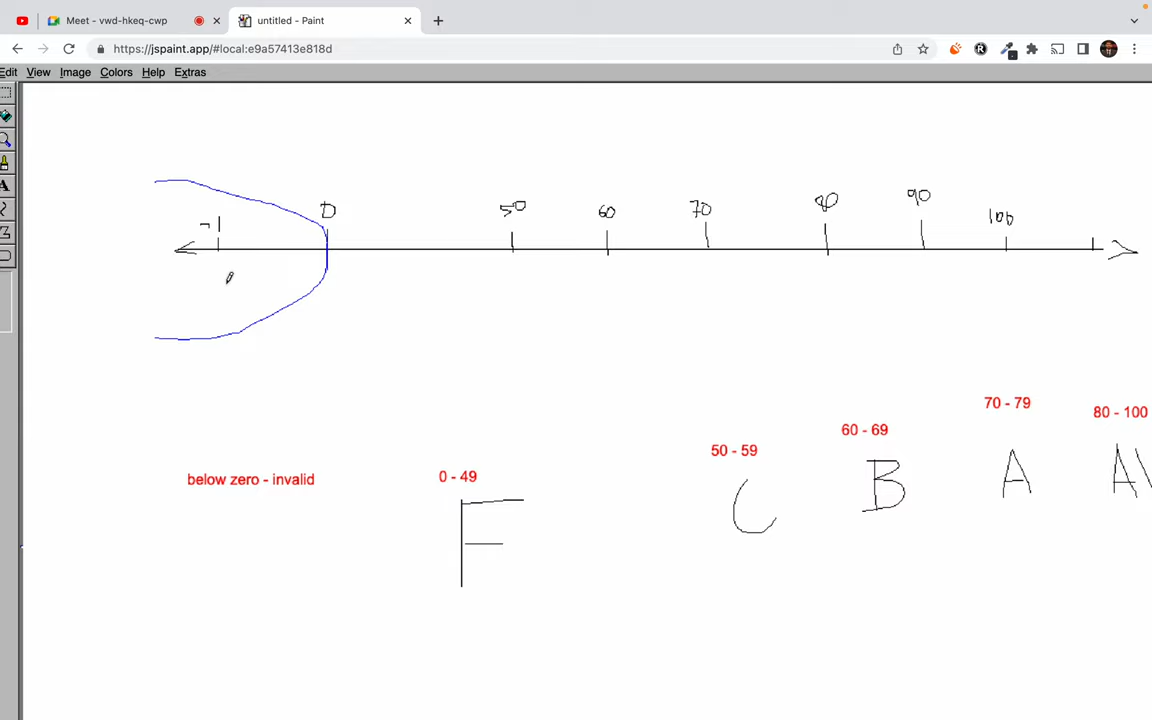 Meet - vwd-hkeq-cwp
untitled - Paint
https://jspaint.app/#local:e9a57413e818d
Edit View Image Colors Help Extras
-1 0 50 60 70 80 90 100
70 - 79
80 - 100
60 - 69
50 - 59
0 - 49
below zero - invalid
F C B A A